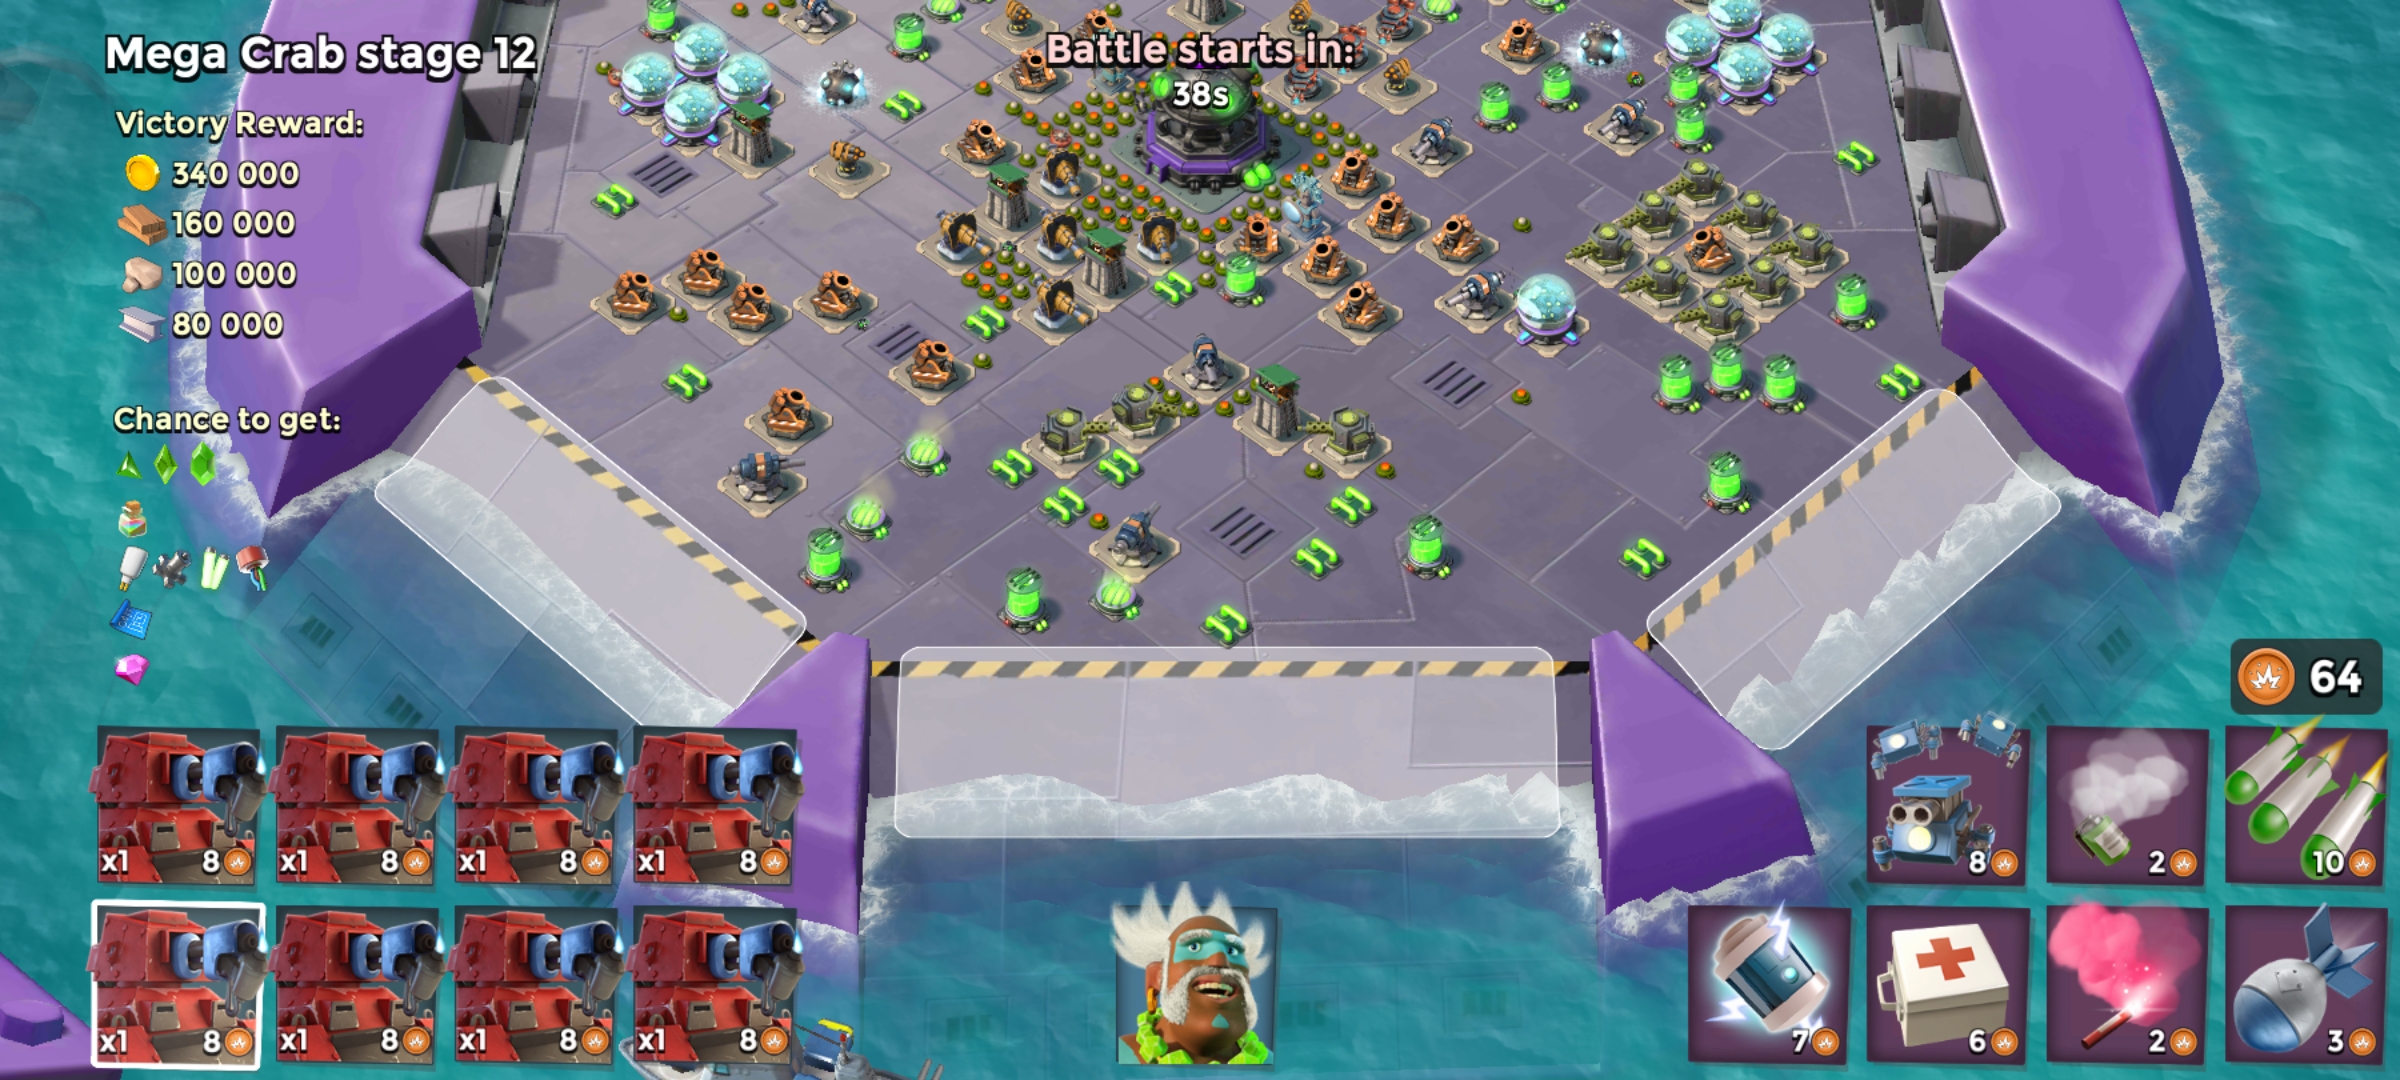 Mega Crab stage 12
Battle starts in:
38s
Victory Reward:
340 000
160 000
100 000
80 000
Chance to get:
64
x1 8
x1 8
x1 8
x1 8
8
2
10
x1 8
x1 8
x1 8
x1 8
7
6
2
3